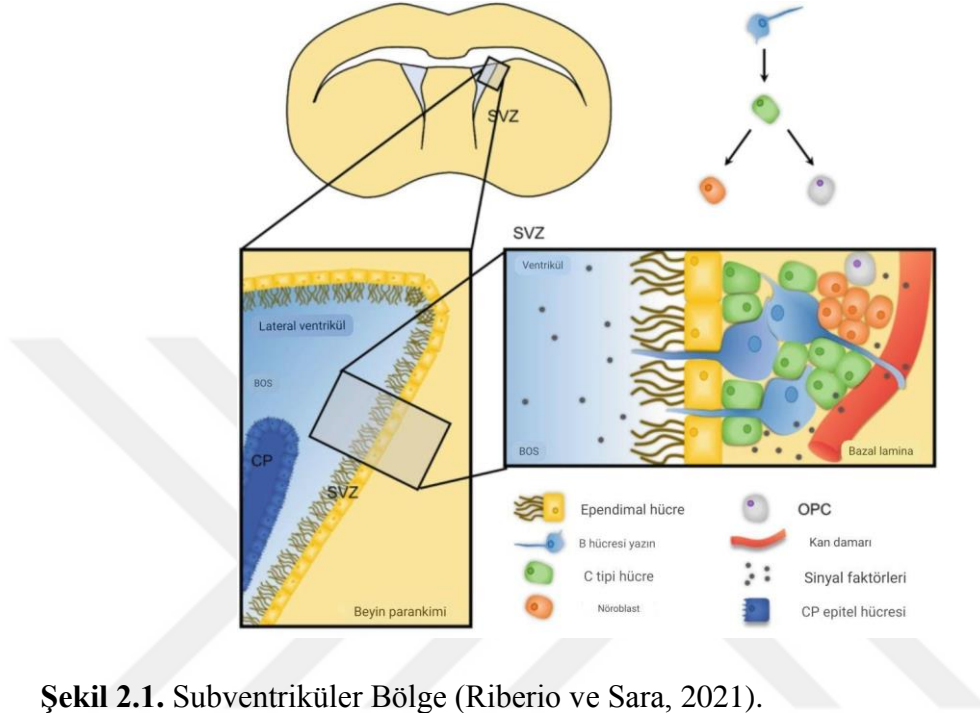 SVZ
SVZ
Lateral ventrikül
BOS
CP
SVZ
Beyin parankimi
Ventrikül
BOS
Bazal lamina
Ependimal hücre
B hücresi yazın
C tipi hücre
Nöroblast
OPC
Kan damarı
Sinyal faktörleri
CP epitel hücresi
Şekil 2.1. Subventriküler Bölge (Riberio ve Sara, 2021).